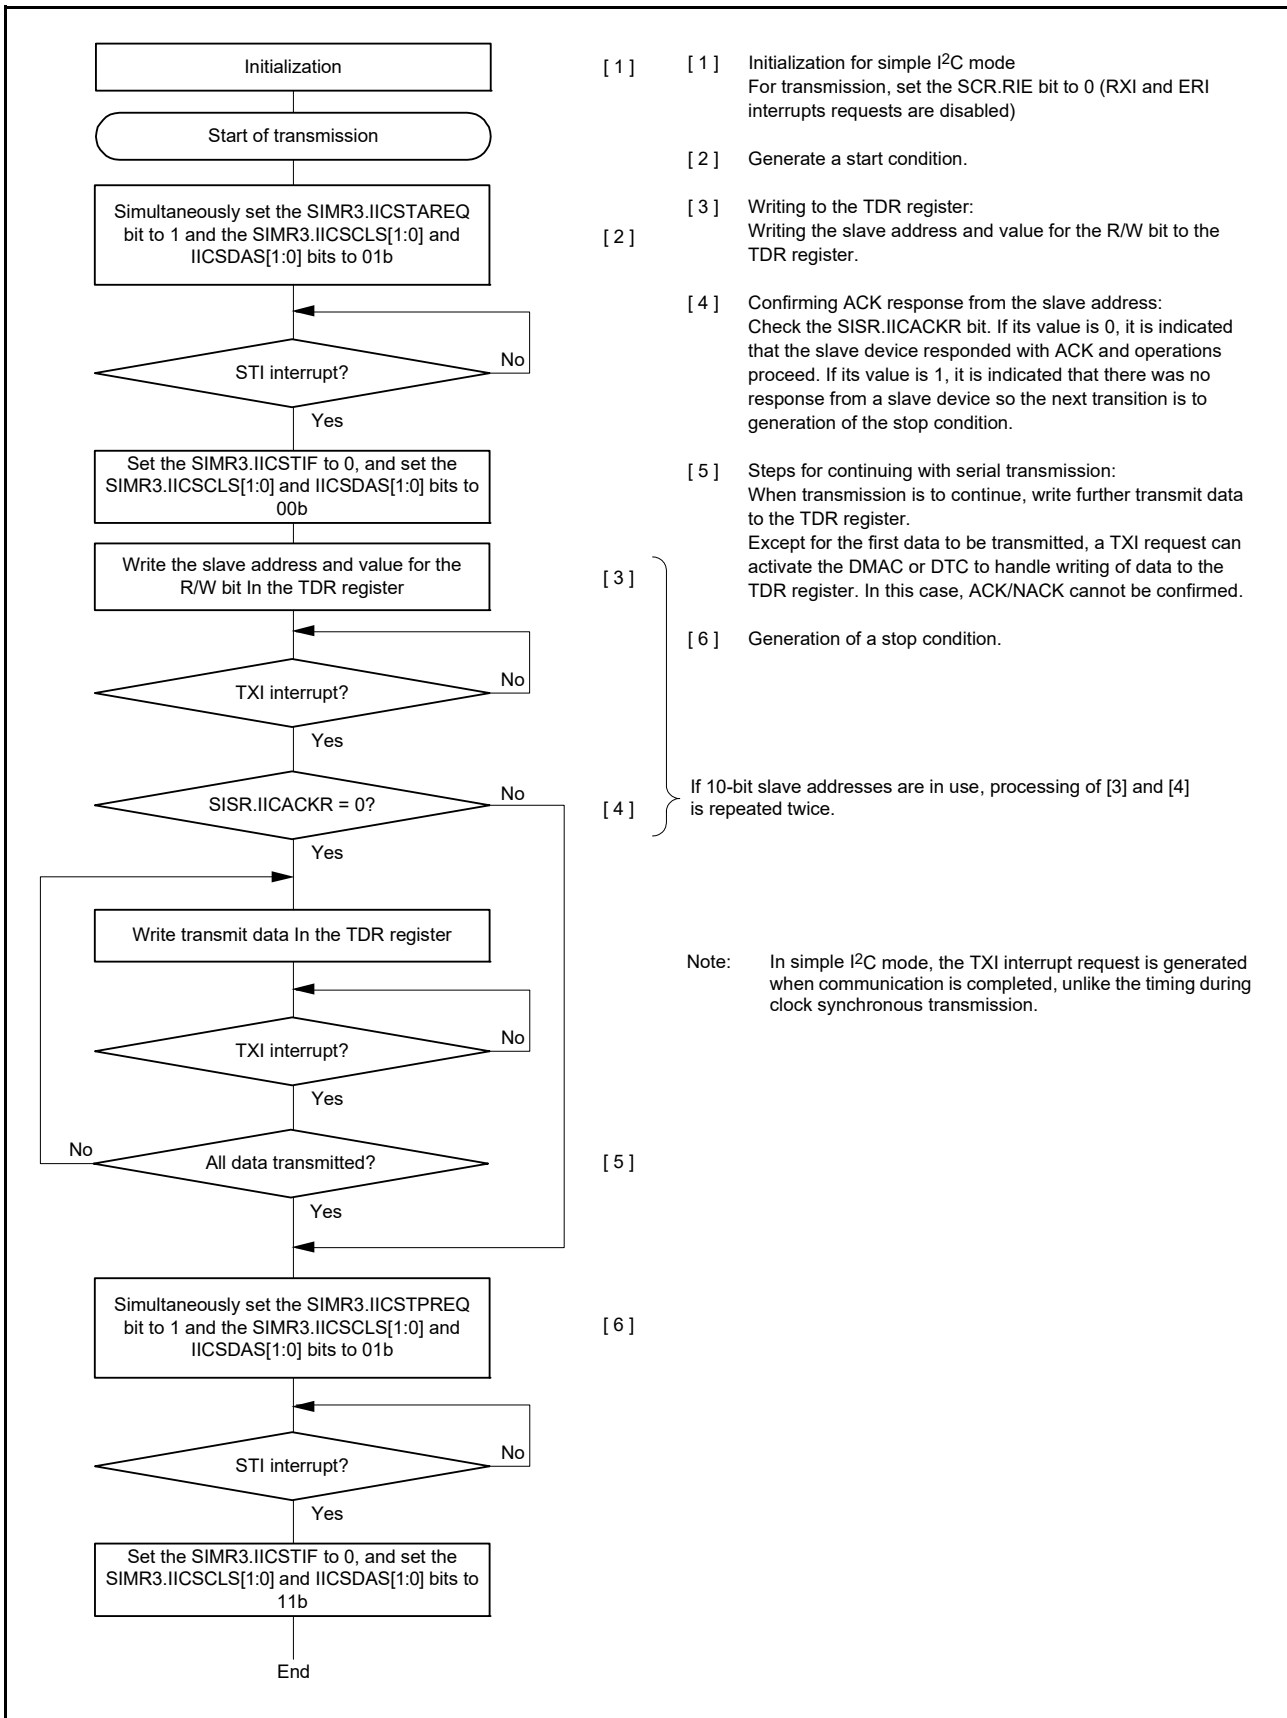 Initialization
[ 1 ]
Start of transmission
Simultaneously set the SIMR3.IICSTAREQ
bit to 1 and the SIMR3.IICSCLS[1:0] and
IICSDAS[1:0] bits to 01b
[ 2 ]
STI interrupt?
No
Yes
Set the SIMR3.IICSTIF to 0, and set the
SIMR3.IICSCLS[1:0] and IICSDAS[1:0] bits to
00b
Write the slave address and value for the
R/W bit In the TDR register
[ 3 ]
TXI interrupt?
No
Yes
SISR.IICACKR = 0?
No
[ 4 ]
Yes
Write transmit data In the TDR register
TXI interrupt?
No
Yes
No
All data transmitted?
[ 5 ]
Yes
Simultaneously set the SIMR3.IICSTPREQ
bit to 1 and the SIMR3.IICSCLS[1:0] and
IICSDAS[1:0] bits to 01b
[ 6 ]
STI interrupt?
No
Yes
Set the SIMR3.IICSTIF to 0, and set the
SIMR3.IICSCLS[1:0] and IICSDAS[1:0] bits to
11b
End
[ 1 ] Initialization for simple I2C mode
For transmission, set the SCR.RIE bit to 0 (RXI and ERI
interrupts requests are disabled)
[ 2 ] Generate a start condition.
[ 3 ] Writing to the TDR register:
Writing the slave address and value for the R/W bit to the
TDR register.
[ 4 ] Confirming ACK response from the slave address:
Check the SISR.IICACKR bit. If its value is 0, it is indicated
that the slave device responded with ACK and operations
proceed. If its value is 1, it is indicated that there was no
response from a slave device so the next transition is to
generation of the stop condition.
[ 5 ] Steps for continuing with serial transmission:
When transmission is to continue, write further transmit data
to the TDR register.
Except for the first data to be transmitted, a TXI request can
activate the DMAC or DTC to handle writing of data to the
TDR register. In this case, ACK/NACK cannot be confirmed.
[ 6 ] Generation of a stop condition.
If 10-bit slave addresses are in use, processing of [3] and [4]
is repeated twice.
Note: In simple I2C mode, the TXI interrupt request is generated
when communication is completed, unlike the timing during
clock synchronous transmission.